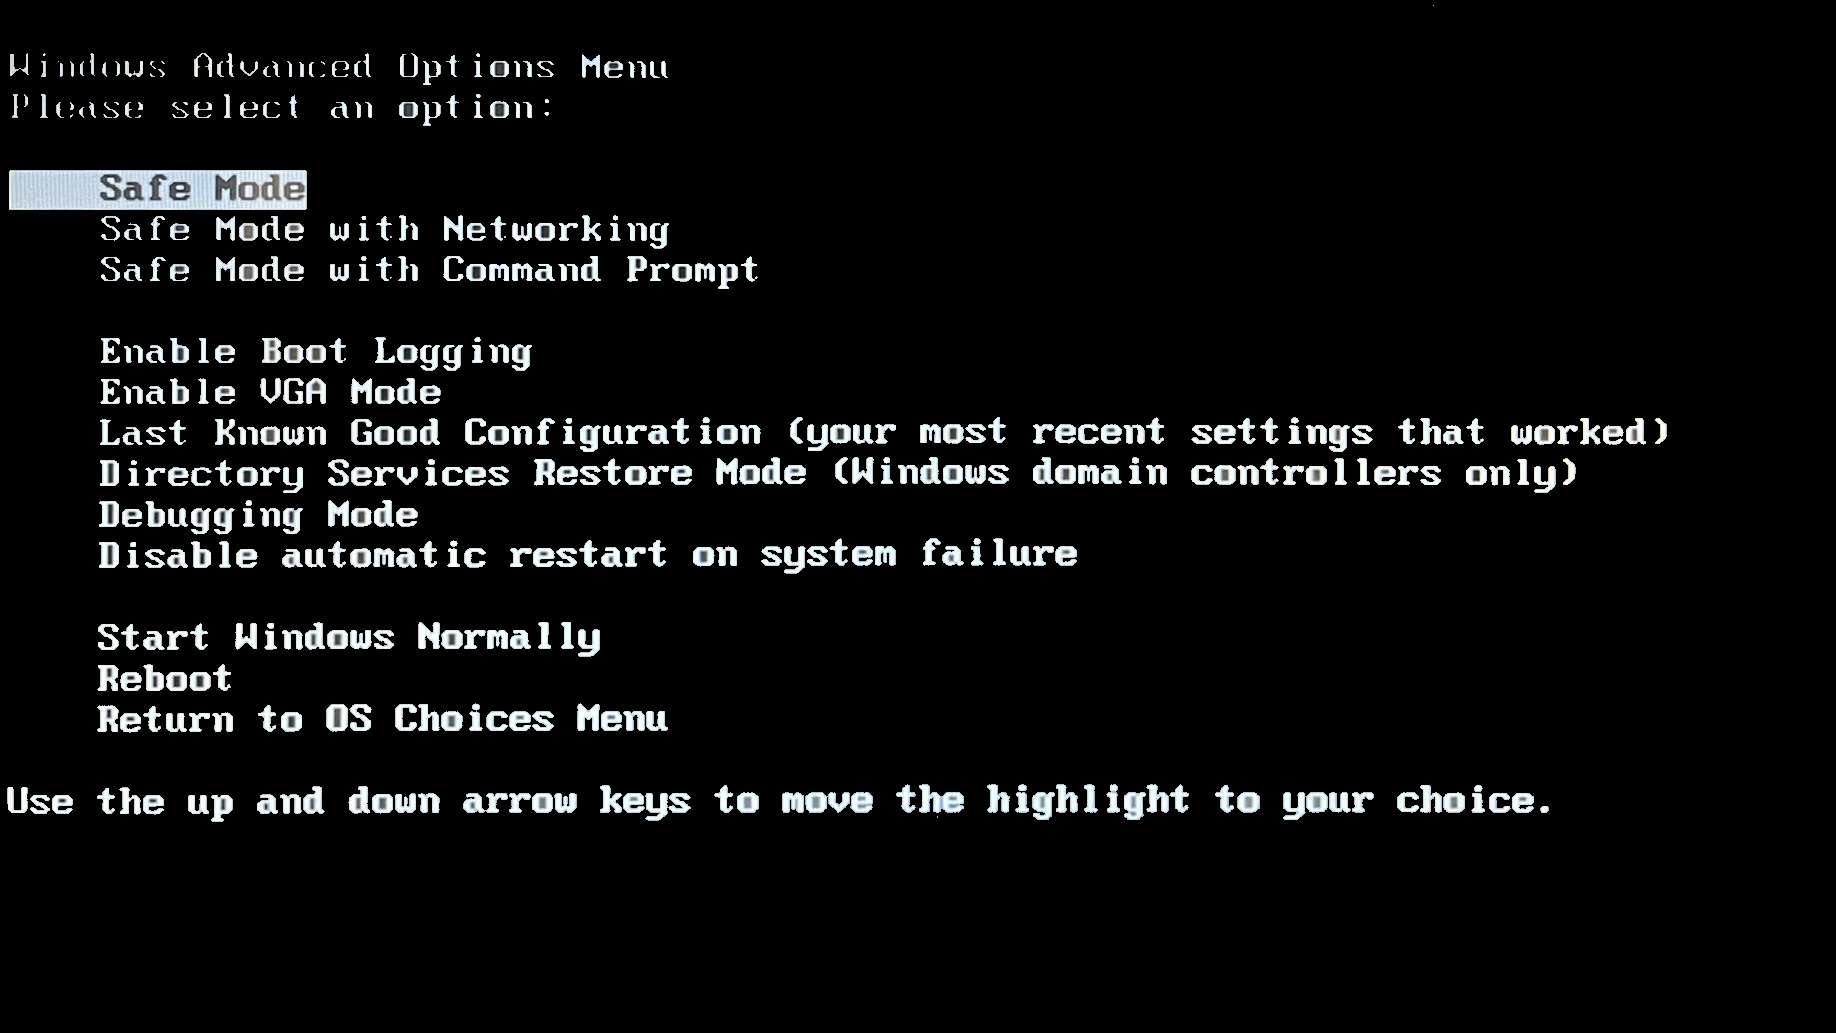 Windows Advanced Options Menu
Please select an option:
Safe Mode
Safe Mode with Networking
Safe Mode with Command Prompt
Enable Boot Logging
Enable VGA Mode
Last Known Good Configuration (your most recent settings that worked)
Directory Services Restore Mode (Windows domain controllers only)
Debugging Mode
Disable automatic restart on system failure
Start Windows Normally
Reboot
Return to OS Choices Menu
Use the up and down arrow keys to move the highlight to your choice.